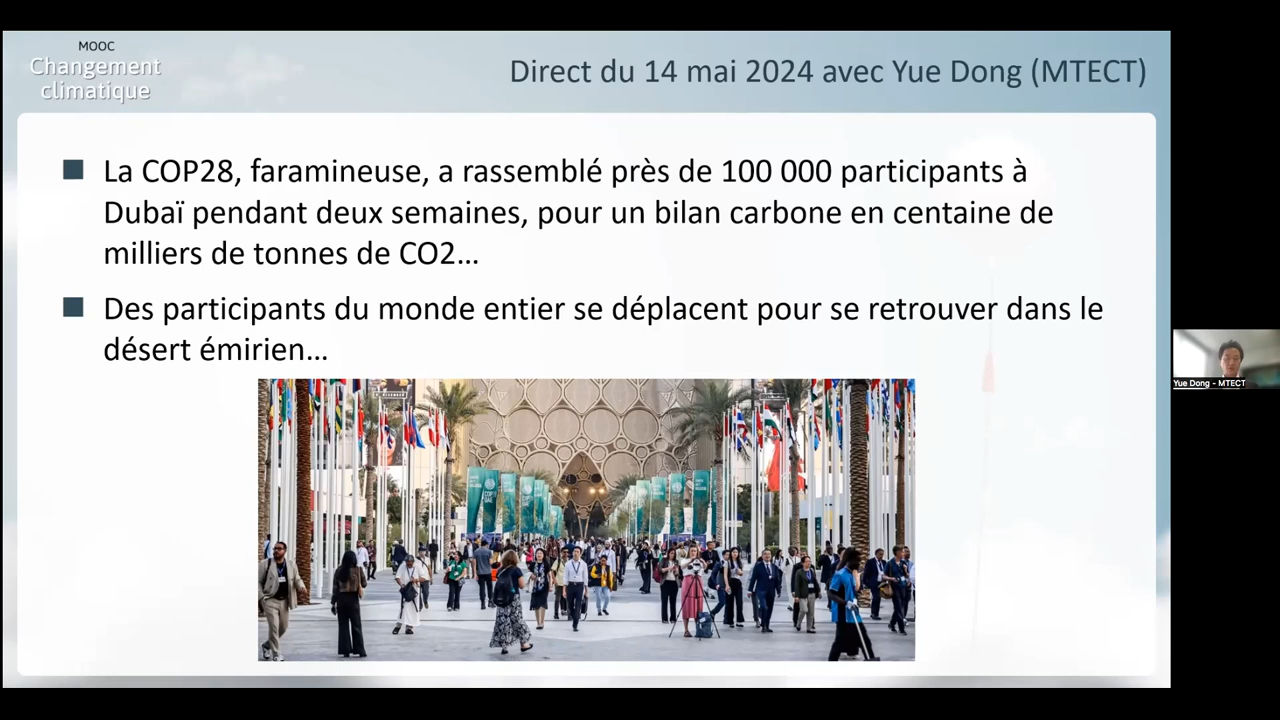 MOOC
Changement
climatique
Direct du 14 mai 2024 avec Yue Dong (MTECT)
La COP28, faramineuse, a rassemblé près de 100 000 participants à
Dubaï pendant deux semaines, pour un bilan carbone en centaine de
milliers de tonnes de CO2…
Des participants du monde entier se déplacent pour se retrouver dans le
désert émirien…
Yue Dong - MTECT